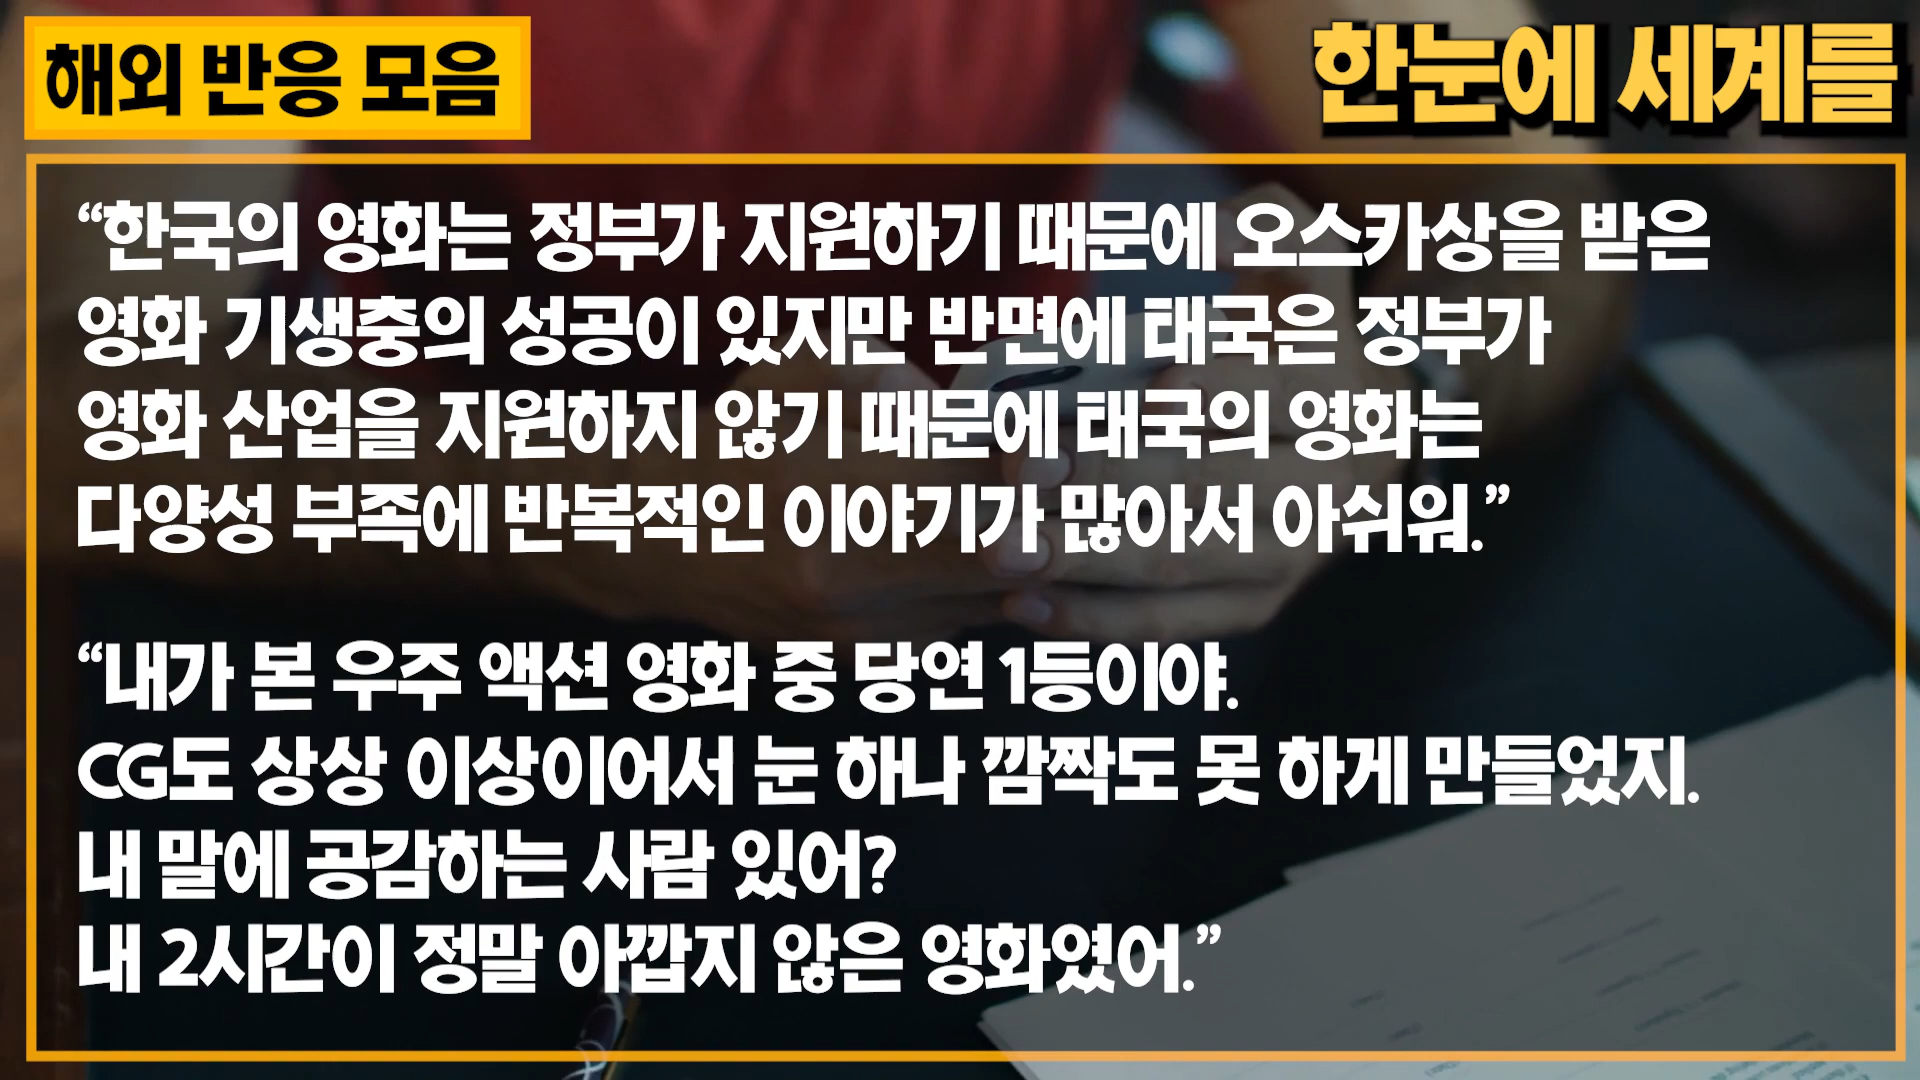 해외 반응 모음
한눈에 세계를
“한국의 영화는 정부가 지원하기 때문에 오스카상을 받은
영화 기생충의 성공이 있지만 반면에 태국은 정부가
영화 산업을 지원하지 않기 때문에 태국의 영화는
다양성 부족에 반복적인 이야기가 많아서 아쉬워.”
“내가 본 우주 액션 영화 중 당연 1등이야.
CG도 상상 이상이어서 눈 하나 깜짝도 못 하게 만들었지.
내 말에 공감하는 사람 있어?
내 2시간이 정말 아깝지 않은 영화였어.”